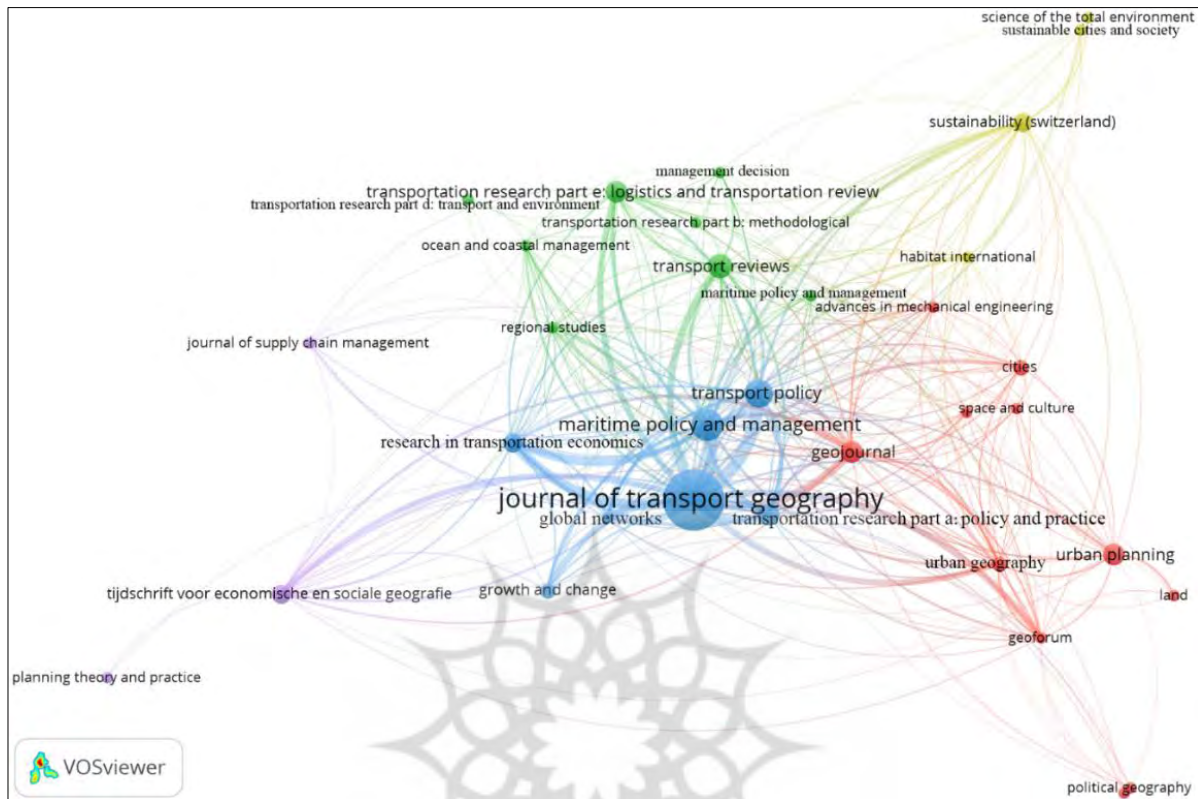 science of the total environment
sustainable cities and society
sustainability (switzerland)
management decision
transportation research part e: logistics and transportation review
transportation research part d: transport and environment
transportation research part b: methodological
ocean and coastal management
habitat international
transport reviews
maritime policy and management
advances in mechanical engineering
regional studies
journal of supply chain management
cities
transport policy
space and culture
maritime policy and management
research in transportation economics
geojournal
journal of transport geography
global networks
transportation research part a: policy and practice
urban planning
urban geography
tijdschrift voor economische en sociale geografie
growth and change
land
geoforum
planning theory and practice
VOSviewer
political geography